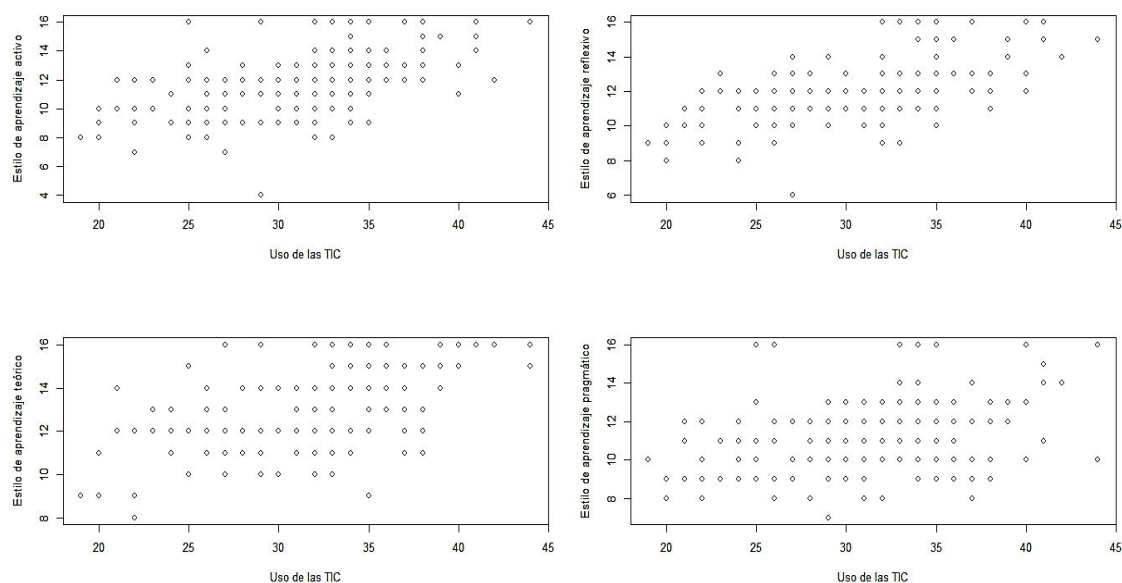 Estilo de aprendizaje activo
16
14
12
10
8
6
4
20 25 30 35 40 45
Uso de las TIC
Estilo de aprendizaje reflexivo
16
14
12
10
8
6
20 25 30 35 40 45
Uso de las TIC
Estilo de aprendizaje teórico
16
14
12
10
8
20 25 30 35 40 45
Uso de las TIC
Estilo de aprendizaje pragmático
16
14
12
10
8
20 25 30 35 40 45
Uso de las TIC